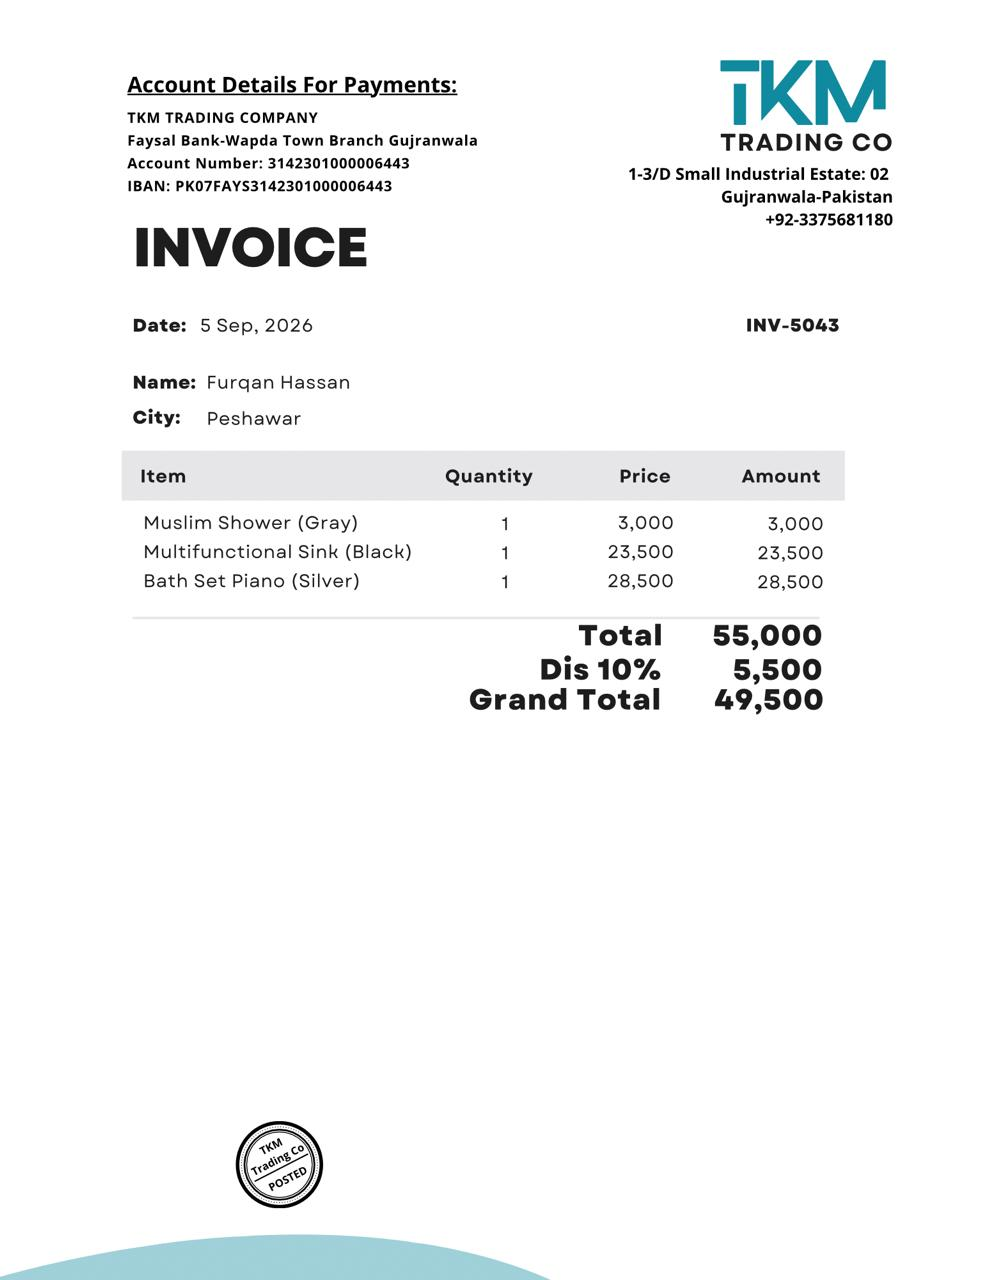 Account Details For Payments:
TKM TRADING COMPANY
Faysal Bank-Wapda Town Branch Gujranwala
Account Number: 3142301000006443
IBAN: PK07FAYS3142301000006443
TKM
TRADING CO
1-3/D Small Industrial Estate: 02
Gujranwala-Pakistan
+92-3375681180
INVOICE
Date: 5 Sep, 2026 INV-5043
Name: Furqan Hassan
City: Peshawar
Item Quantity Price Amount
Muslim Shower (Gray) 1 3,000 3,000
Multifunctional Sink (Black) 1 23,500 23,500
Bath Set Piano (Silver) 1 28,500 28,500
Total 55,000
Dis 10% 5,500
Grand Total 49,500
TKM
Trading Co
POSTED